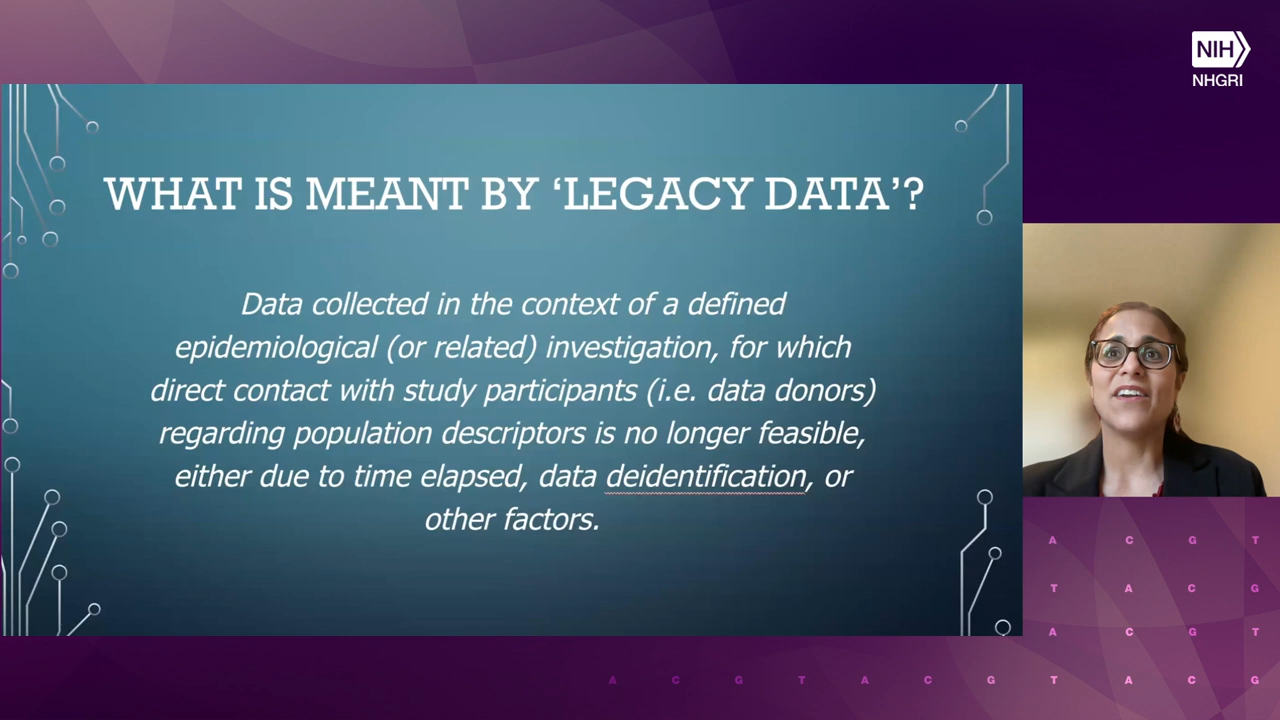 NIH
NHGRI
WHAT IS MEANT BY ‘LEGACY DATA’?
Data collected in the context of a defined
epidemiological (or related) investigation, for which
direct contact with study participants (i.e. data donors)
regarding population descriptors is no longer feasible,
either due to time elapsed, data deidentification, or
other factors.
A C G T
T A C G
A C G T
A C G T A C G T A C G